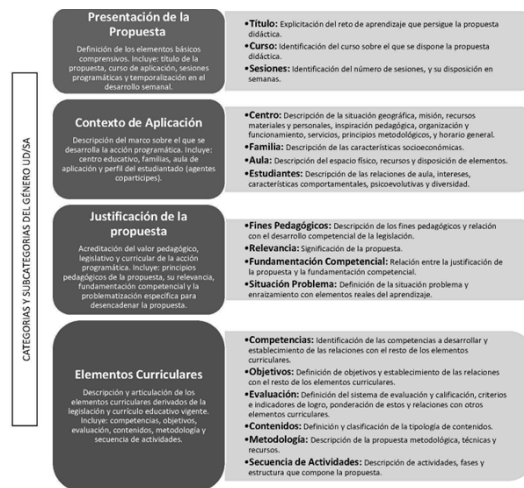 CATEGORÍAS Y SUBCATEGORÍAS DEL GÉNERO UD/SA
Presentación de la
Propuesta
Definición de los elementos básicos
comprensivos. Incluye: título de la
propuesta, curso de aplicación, sesiones
programáticas y temporalización en el
desarrollo semanal.
•Título: Explicitación del reto de aprendizaje que persigue la propuesta
didáctica.
•Curso: Identificación del curso sobre el que se dispone la propuesta
didáctica.
•Sesiones: Identificación del número de sesiones, y su disposición en
semanas.
Contexto de Aplicación
Descripción del marco sobre el que se
desarrolla la acción programática. Incluye:
centro educativo, familias, aula de
aplicación y perfil del estudiantado (agentes
copartícipes).
•Centro: Descripción de la situación geográfica, misión, recursos
materiales y personales, inspiración pedagógica, organización y
funcionamiento, servicios, principios metodológicos, y horario general.
•Familia: Descripción de las características socioeconómicas.
•Aula: Descripción del espacio físico, recursos y disposición de elementos.
•Estudiantes: Descripción de las relaciones de aula, intereses,
características comportamentales, psicoevolutivas y diversidad.
Justificación de la
propuesta
Acreditación del valor pedagógico,
legislativo y curricular de la acción
programática. Incluye: principios
pedagógicos de la propuesta, su relevancia,
fundamentación competencial y la
problematización específica para
desencadenar la propuesta.
•Fines Pedagógicos: Descripción de los fines pedagógicos y relación
con el desarrollo competencial de la legislación.
•Relevancia: Significación de la propuesta.
•Fundamentación Competencial: Relación entre la justificación de
la propuesta y la fundamentación competencial.
•Situación Problema: Definición de la situación problema y
enraizamiento con elementos reales del aprendizaje.
Elementos Curriculares
Descripción y articulación de los
elementos curriculares derivados de la
legislación y currículo educativo vigente.
Incluye: competencias, objetivos,
evaluación, contenidos, metodología y
secuencia de actividades.
•Competencias: Identificación de las competencias a desarrollar y
establecimiento de las relaciones con el resto de los elementos
curriculares.
•Objetivos: Definición de objetivos y establecimiento de las relaciones
con el resto de los elementos curriculares.
•Evaluación: Definición del sistema de evaluación y calificación, criterios
e indicadores de logro, ponderación de estos y relaciones con otros
elementos curriculares.
•Contenidos: Definición y clasificación de la tipología de contenidos.
•Metodología: Descripción de la propuesta metodológica, técnicas y
recursos.
•Secuencia de Actividades: Descripción de actividades, fases y
estructura que compone la propuesta.